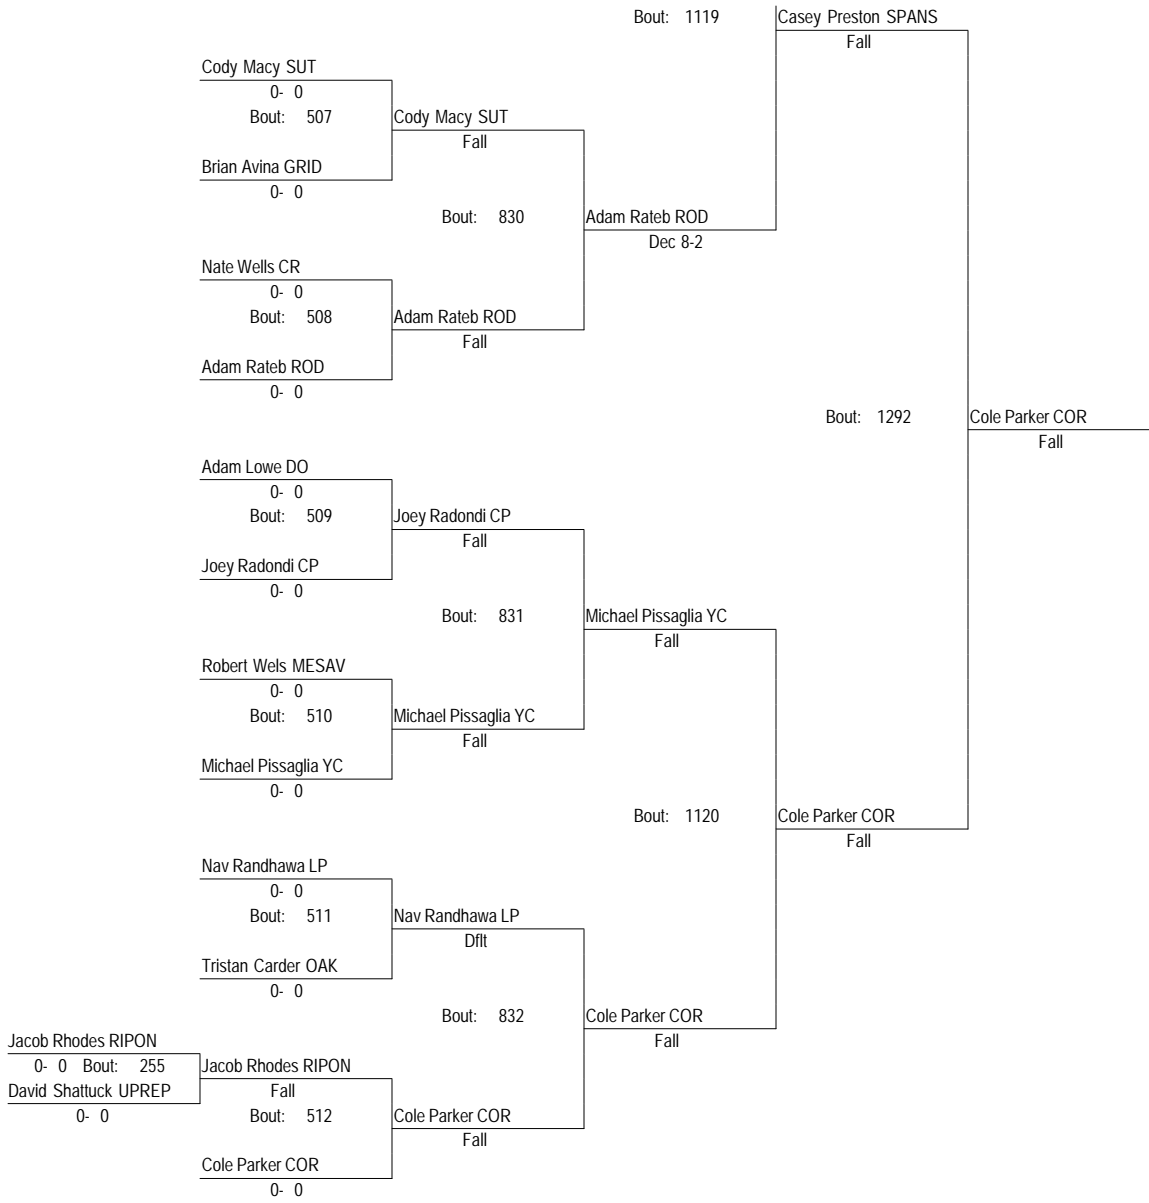 Bout: 1119 Casey Preston SPANS
Fall
Cody Macy SUT
0- 0
Bout: 507 Cody Macy SUT
Fall
Brian Avina GRID
0- 0
Bout: 830 Adam Rateb ROD
Dec 8-2
Nate Wells CR
0- 0
Bout: 508 Adam Rateb ROD
Fall
Adam Rateb ROD
0- 0
Bout: 1292 Cole Parker COR
Fall
Adam Lowe DO
0- 0
Bout: 509 Joey Radondi CP
Fall
Joey Radondi CP
0- 0
Bout: 831 Michael Pissaglia YC
Fall
Robert Wels MESAV
0- 0
Bout: 510 Michael Pissaglia YC
Fall
Michael Pissaglia YC
0- 0
Bout: 1120 Cole Parker COR
Fall
Nav Randhawa LP
0- 0
Bout: 511 Nav Randhawa LP
Dflt
Tristan Carder OAK
0- 0
Bout: 832 Cole Parker COR
Fall
Jacob Rhodes RIPON
0- 0 Bout: 255 Jacob Rhodes RIPON
Fall
David Shattuck UPREP
0- 0
Bout: 512 Cole Parker COR
Fall
Cole Parker COR
0- 0